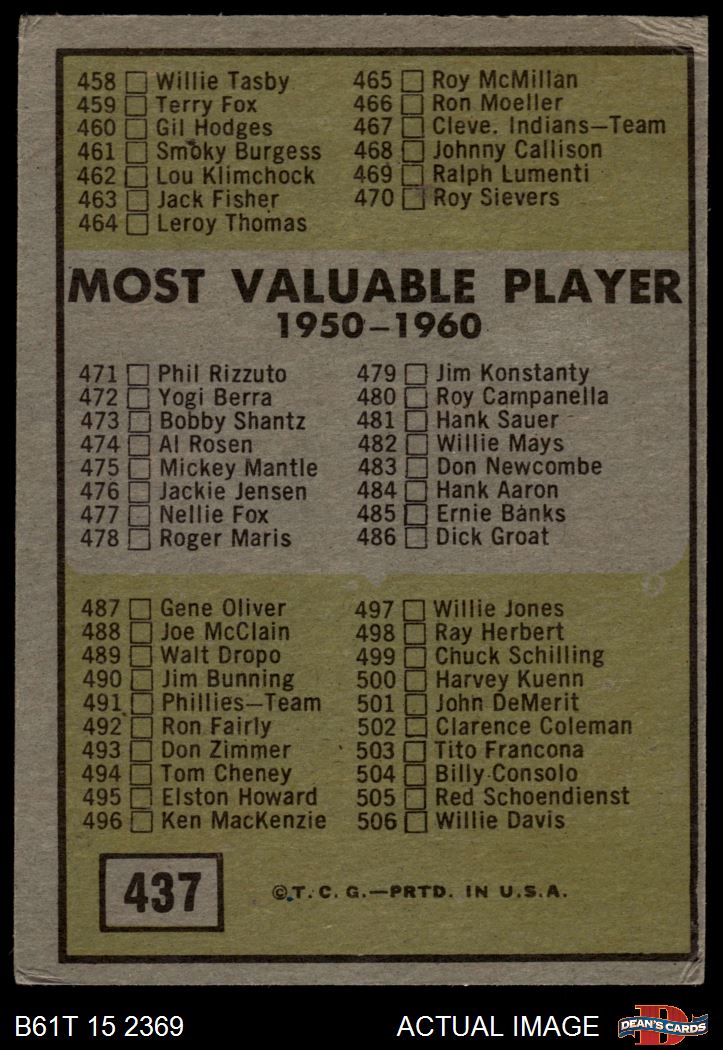 458 Willie Tasby
459 Terry Fox
460 Gil Hodges
461 Smoky Burgess
462 Lou Klimchock
463 Jack Fisher
464 Leroy Thomas
465 Roy McMillan
466 Ron Moeller
467 Cleve. Indians—Team
468 Johnny Callison
469 Ralph Lumenti
470 Roy Sievers
MOST VALUABLE PLAYER
1950–1960
471 Phil Rizzuto
472 Yogi Berra
473 Bobby Shantz
474 Al Rosen
475 Mickey Mantle
476 Jackie Jensen
477 Nellie Fox
478 Roger Maris
479 Jim Konstanty
480 Roy Campanella
481 Hank Sauer
482 Willie Mays
483 Don Newcombe
484 Hank Aaron
485 Ernie Banks
486 Dick Groat
487 Gene Oliver
488 Joe McClain
489 Walt Dropo
490 Jim Bunning
491 Phillies—Team
492 Ron Fairly
493 Don Zimmer
494 Tom Cheney
495 Elston Howard
496 Ken MacKenzie
497 Willie Jones
498 Ray Herbert
499 Chuck Schilling
500 Harvey Kuenn
501 John DeMerit
502 Clarence Coleman
503 Tito Francona
504 Billy Consolo
505 Red Schoendienst
506 Willie Davis
437
©T. C. G.—PRTD. IN U.S.A.
B61T 15 2369
ACTUAL IMAGE
D
DEAN'S CARDS